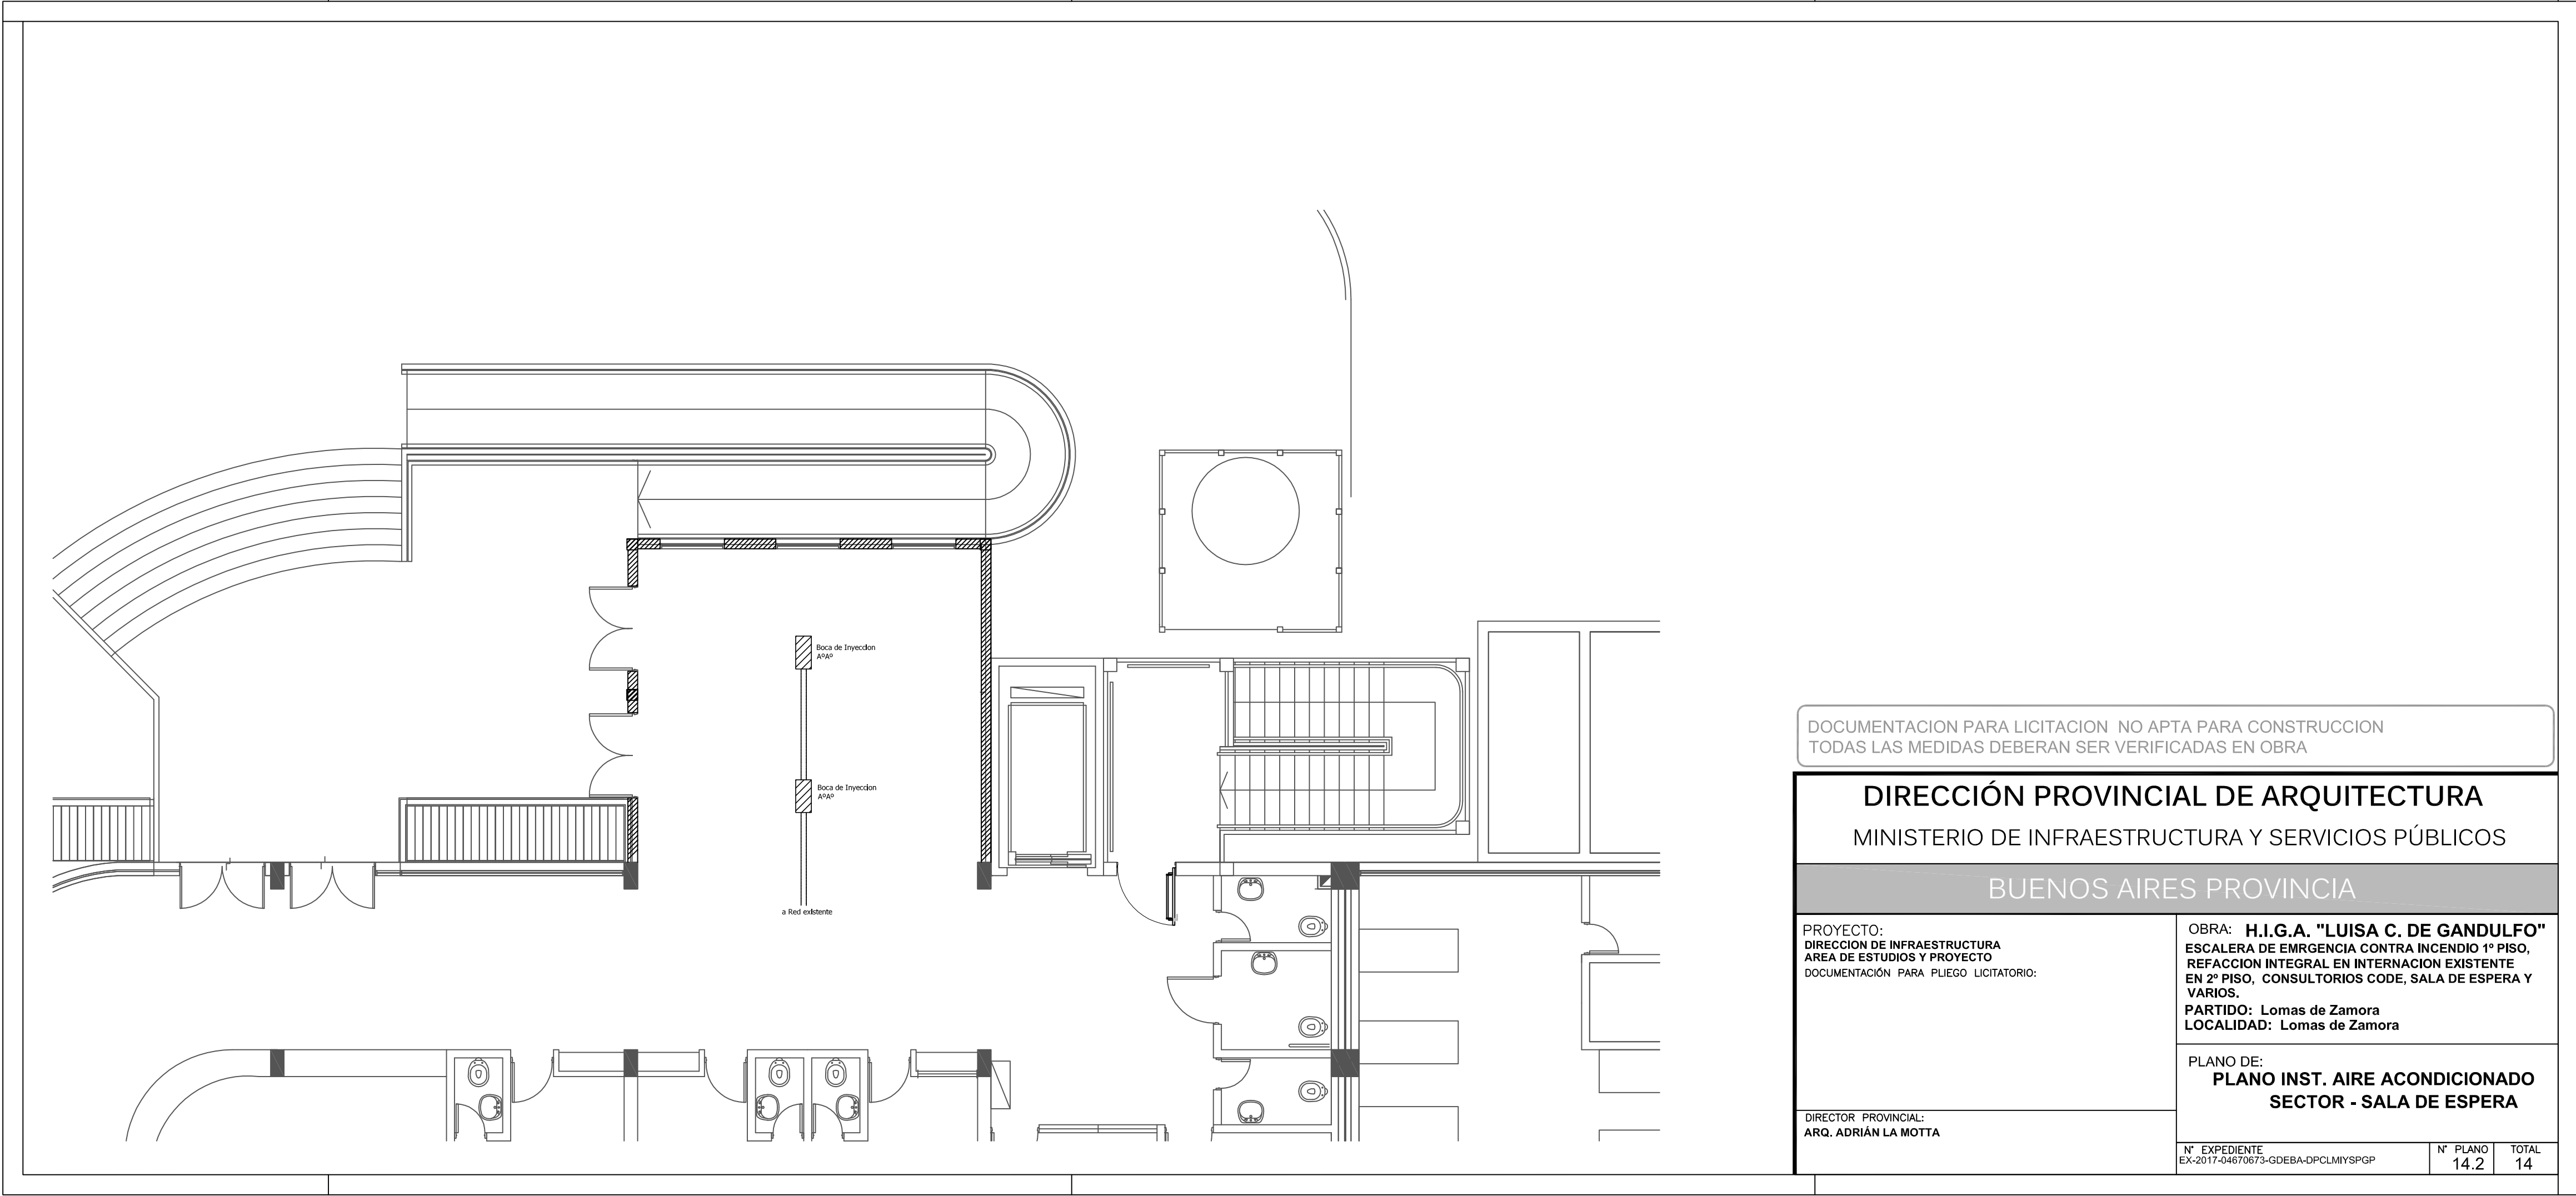 Boca de Inyeccion
AºAº
Boca de Inyeccion
AºAº
a Red existente
DOCUMENTACION PARA LICITACION NO APTA PARA CONSTRUCCION
TODAS LAS MEDIDAS DEBERAN SER VERIFICADAS EN OBRA
DIRECCIÓN PROVINCIAL DE ARQUITECTURA
MINISTERIO DE INFRAESTRUCTURA Y SERVICIOS PÚBLICOS
BUENOS AIRES PROVINCIA
PROYECTO:
DIRECCION DE INFRAESTRUCTURA
AREA DE ESTUDIOS Y PROYECTO
DOCUMENTACIÓN PARA PLIEGO LICITATORIO:
DIRECTOR PROVINCIAL:
ARQ. ADRIÁN LA MOTTA
OBRA: H.I.G.A. "LUISA C. DE GANDULFO"
ESCALERA DE EMRGENCIA CONTRA INCENDIO 1º PISO,
REFACCION INTEGRAL EN INTERNACION EXISTENTE
EN 2º PISO, CONSULTORIOS CODE, SALA DE ESPERA Y
VARIOS.
PARTIDO: Lomas de Zamora
LOCALIDAD: Lomas de Zamora
PLANO DE:
PLANO INST. AIRE ACONDICIONADO
SECTOR - SALA DE ESPERA
N° EXPEDIENTE
EX-2017-04670673-GDEBA-DPCLMIYSPGP
N° PLANO
14.2
TOTAL
14